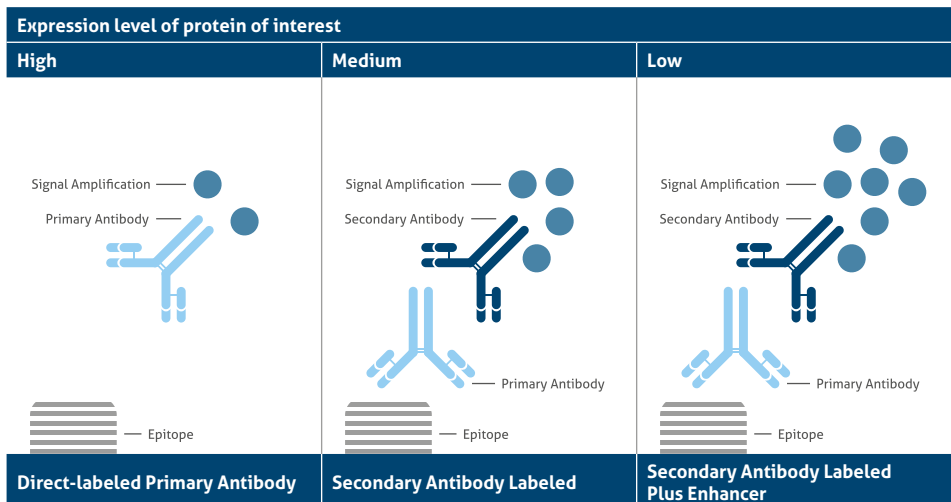 Expression level of protein of interest
High
Medium
Low
Signal Amplification
Primary Antibody
Epitope
Signal Amplification
Secondary Antibody
Primary Antibody
Epitope
Signal Amplification
Secondary Antibody
Primary Antibody
Epitope
Direct-labeled Primary Antibody
Secondary Antibody Labeled
Secondary Antibody Labeled
Plus Enhancer